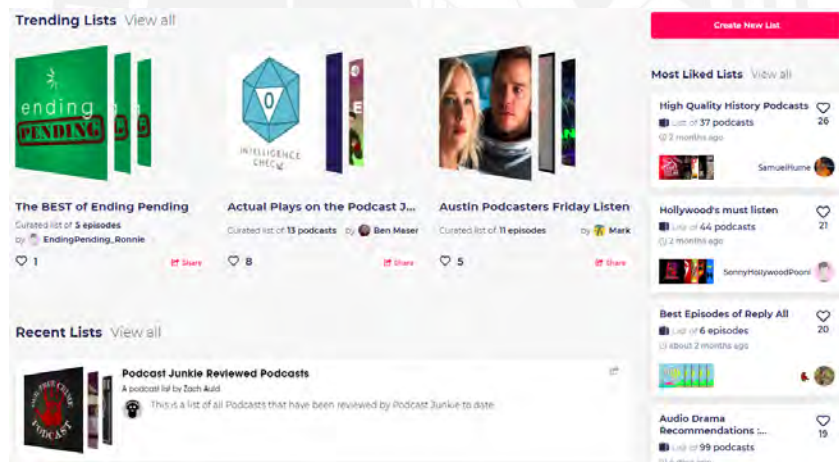 Trending Lists View all
ending
PENDING
0
INTELLIGENCE
CHECK
The BEST of Ending Pending
Curated list of 5 episodes
by EndingPending_Ronnie
1
Share
Actual Plays on the Podcast J...
Curated list of 13 podcasts by Ben Maser
8
Share
Austin Podcasters Friday Listen
Curated list of 11 episodes by Mark
5
Share
Recent Lists View all
Podcast Junkie Reviewed Podcasts
A podcast list by Zach Auld
This is a list of all Podcasts that have been reviewed by Podcast Junkie to date.
PODCAST
Create New List
Most Liked Lists View all
High Quality History Podcasts
26
List of 37 podcasts
2 months ago
SamuelHume
Hollywood's must listen
21
List of 44 podcasts
2 months ago
SonnyHollywoodPooni
Best Episodes of Reply All
20
List of 6 episodes
about 2 months ago
Audio Drama
Recommendations :...
19
List of 99 podcasts